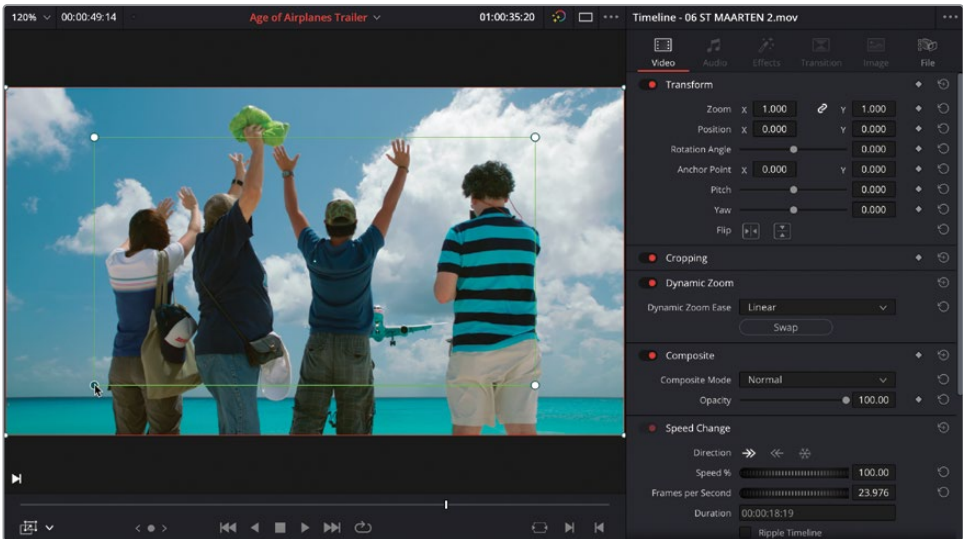 120% 00:00:49:14 Age of Airplanes Trailer 01:00:35:20
Timeline - 06 ST MAARTEN 2.mov
Video Audio Effects Transition Image File
Transform
Zoom X 1.000 Y 1.000
Position X 0.000 Y 0.000
Rotation Angle 0.000
Anchor Point X 0.000 Y 0.000
Pitch 0.000
Yaw 0.000
Flip
Cropping
Dynamic Zoom
Dynamic Zoom Ease Linear
Swap
Composite
Composite Mode Normal
Opacity 100.00
Speed Change
Direction
Speed % 100.00
Frames per Second 23.976
Duration 00:00:18:19
Ripple Timeline